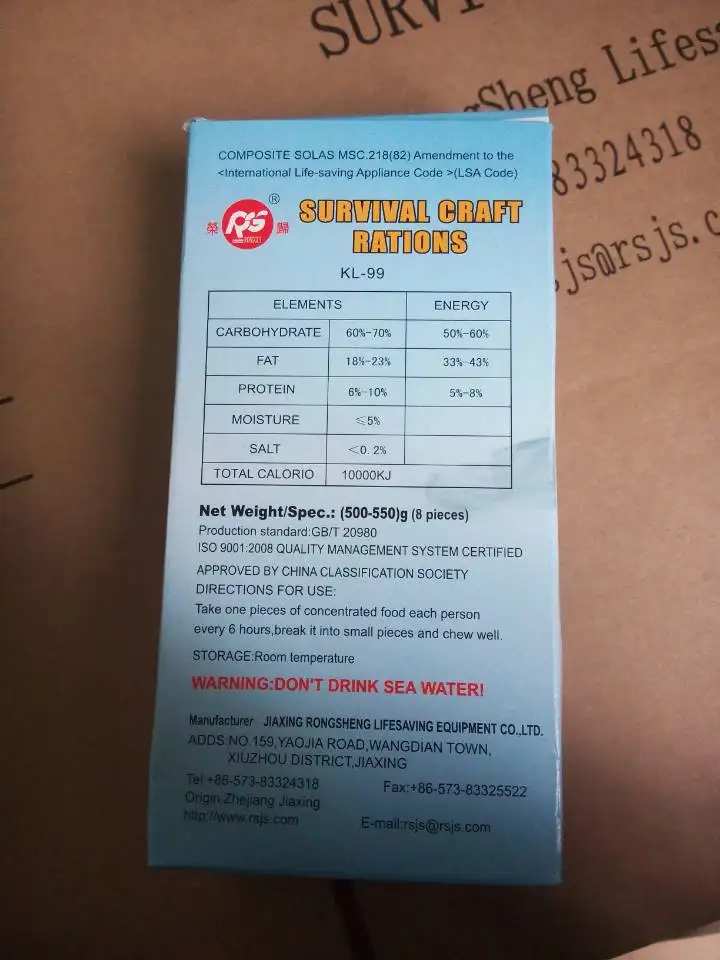 SURV
gSheng Lifes
83324318
.js@rsjs.c
COMPOSITE SOLAS MSC.218(82) Amendment to the
<International Life-saving Appliance Code >(LSA Code)
榮 RS ® 歸
RONGGUI
SURVIVAL CRAFT
RATIONS
KL-99
ELEMENTS ENERGY
CARBOHYDRATE 60%-70% 50%-60%
FAT 18%-23% 33%-43%
PROTEIN 6%-10% 5%-8%
MOISTURE ≤5%
SALT <0.2%
TOTAL CALORIO 10000KJ
Net Weight/Spec.: (500-550)g (8 pieces)
Production standard:GB/T 20980
ISO 9001:2008 QUALITY MANAGEMENT SYSTEM CERTIFIED
APPROVED BY CHINA CLASSIFICATION SOCIETY
DIRECTIONS FOR USE:
Take one pieces of concentrated food each person
every 6 hours,break it into small pieces and chew well.
STORAGE:Room temperature
WARNING:DON'T DRINK SEA WATER!
Manufacturer JIAXING RONGSHENG LIFESAVING EQUIPMENT CO.,LTD.
ADDS:NO.159,YAOJIA ROAD,WANGDIAN TOWN,
XIUZHOU DISTRICT,JIAXING
Tel:+86-573-83324318 Fax:+86-573-83325522
Origin:Zhejiang Jiaxing
http://www.rsjs.com E-mail:rsjs@rsjs.com